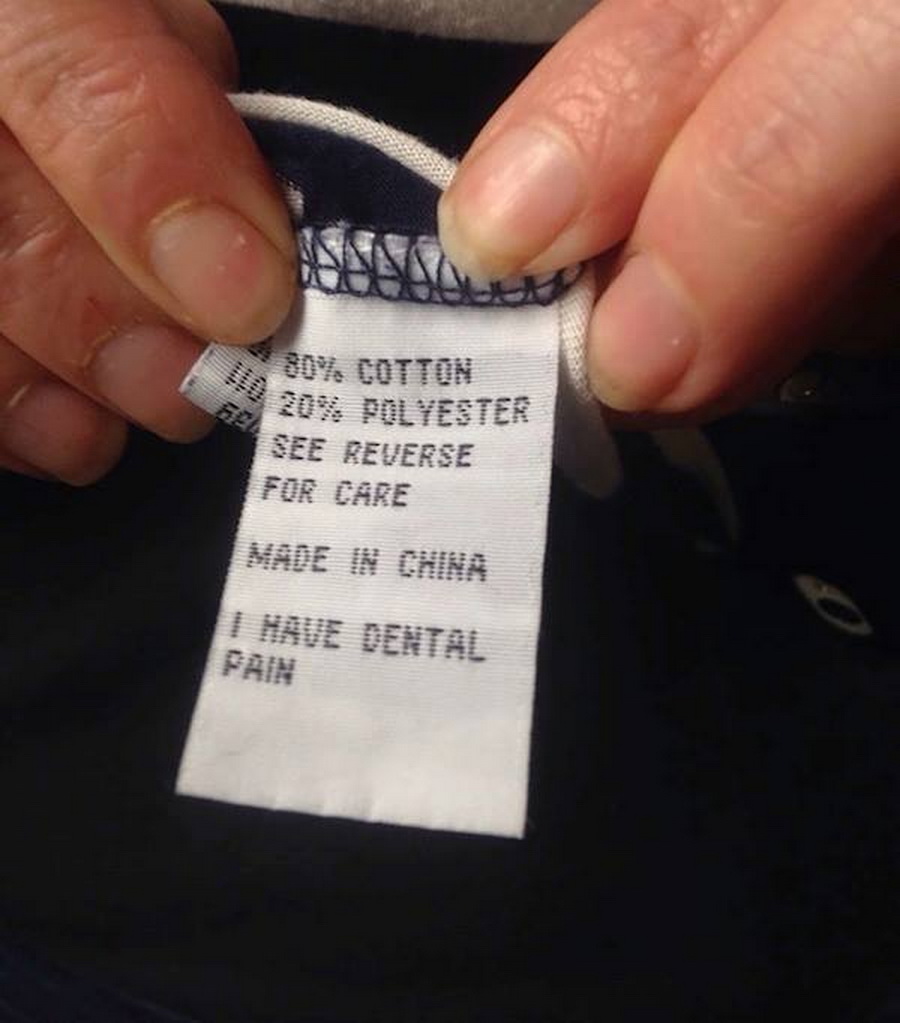 80% COTTON
20% POLYESTER
SEE REVERSE
FOR CARE
MADE IN CHINA
I HAVE DENTAL
PAIN